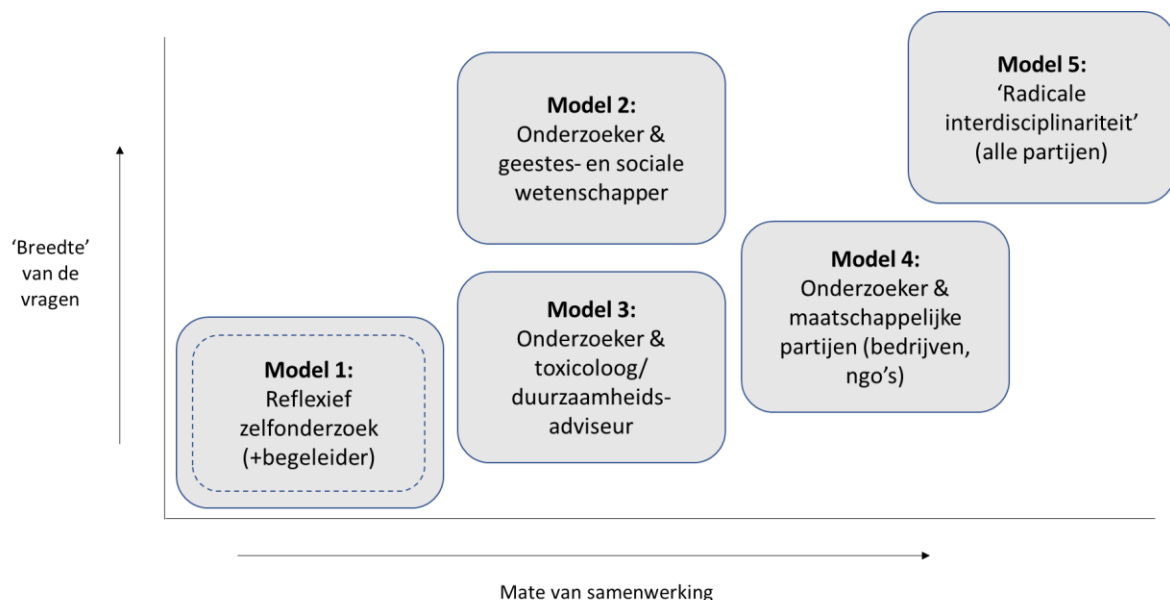 Model 5:
‘Radicale
interdisciplinariteit’
(alle partijen)
Model 2:
Onderzoeker &
geestes- en sociale
wetenschapper
‘Breedte’
van de
vragen
Model 4:
Onderzoeker &
maatschappelijke
partijen (bedrijven,
ngo’s)
Model 3:
Onderzoeker &
toxicoloog/
duurzaamheids-
adviseur
Model 1:
Reflexief
zelfonderzoek
(+begeleider)
Mate van samenwerking